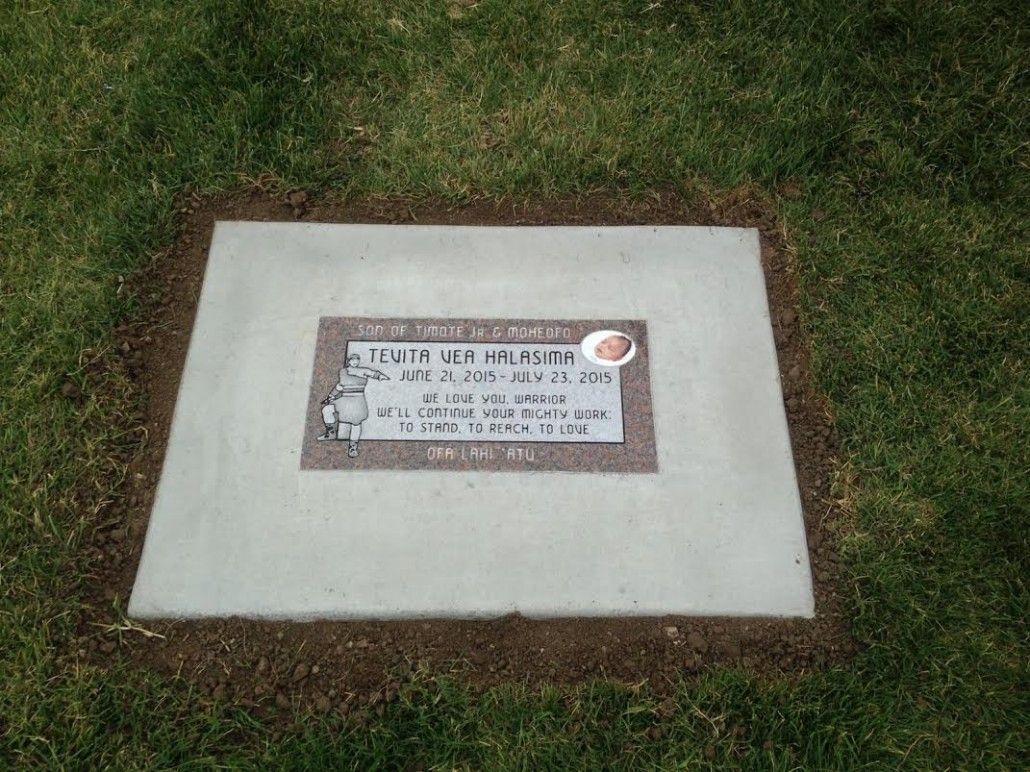 SON OF TIMOTE JR. & MOHEOFO
TEVITA VEA HALASIMA
JUNE 21, 2015 - JULY 23, 2015
WE LOVE YOU, WARRIOR
WE'LL CONTINUE YOUR MIGHTY WORK:
TO STAND, TO REACH, TO LOVE
OFA LAHI 'ATU